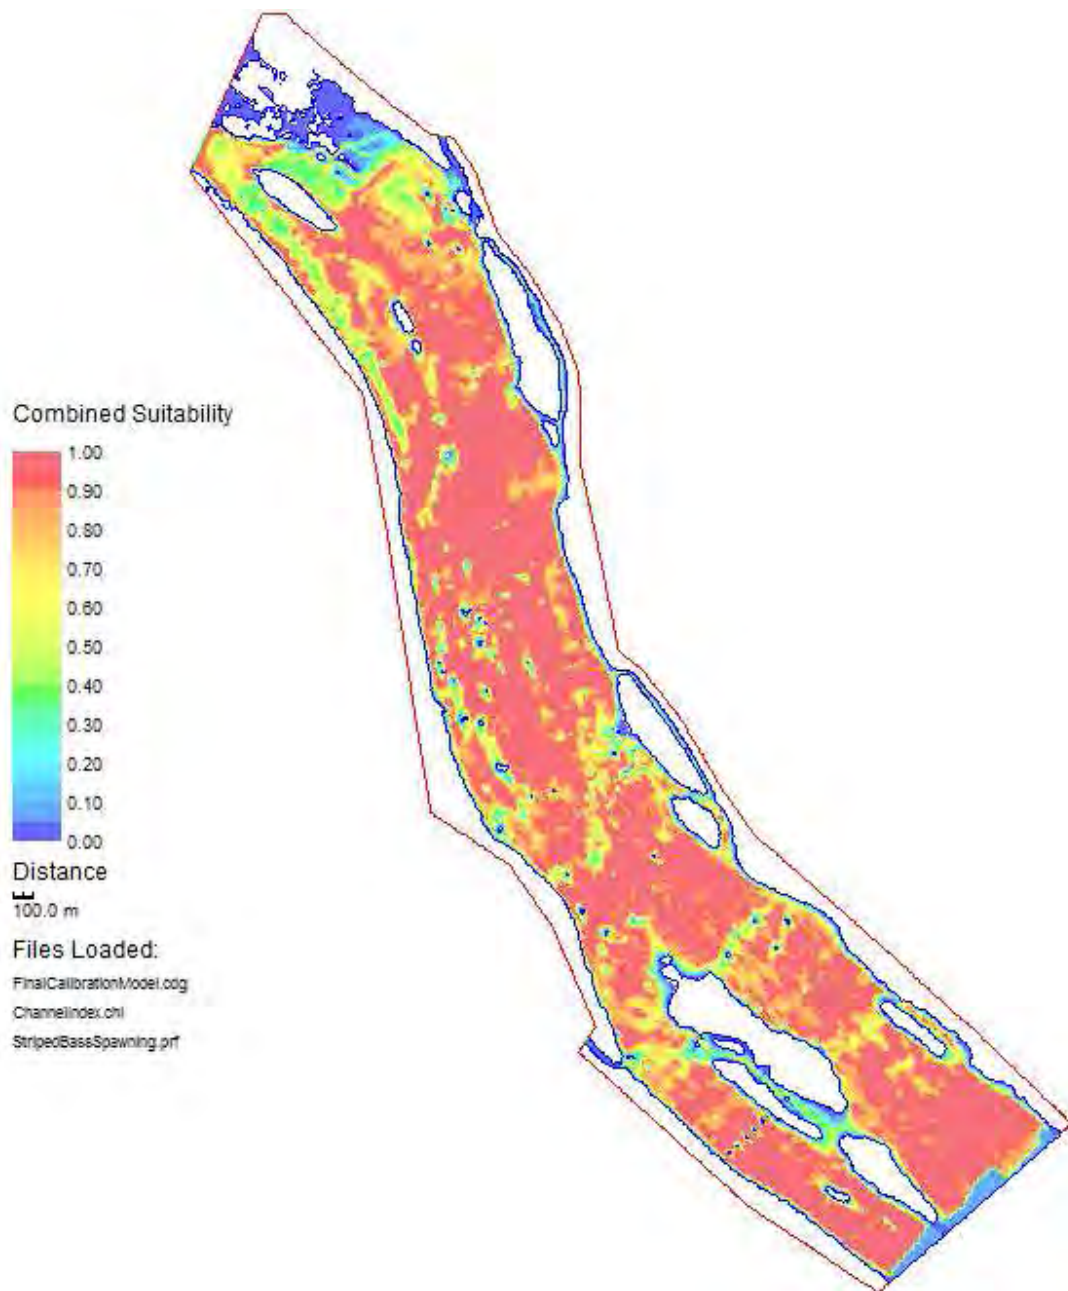 Combined Suitability
1.00
0.90
0.80
0.70
0.60
0.50
0.40
0.30
0.20
0.10
0.00
Distance
100.0 m
Files Loaded:
FinalCalibrationModel.cdg
ChannelIndex.chi
StripedBassSpawning.prf